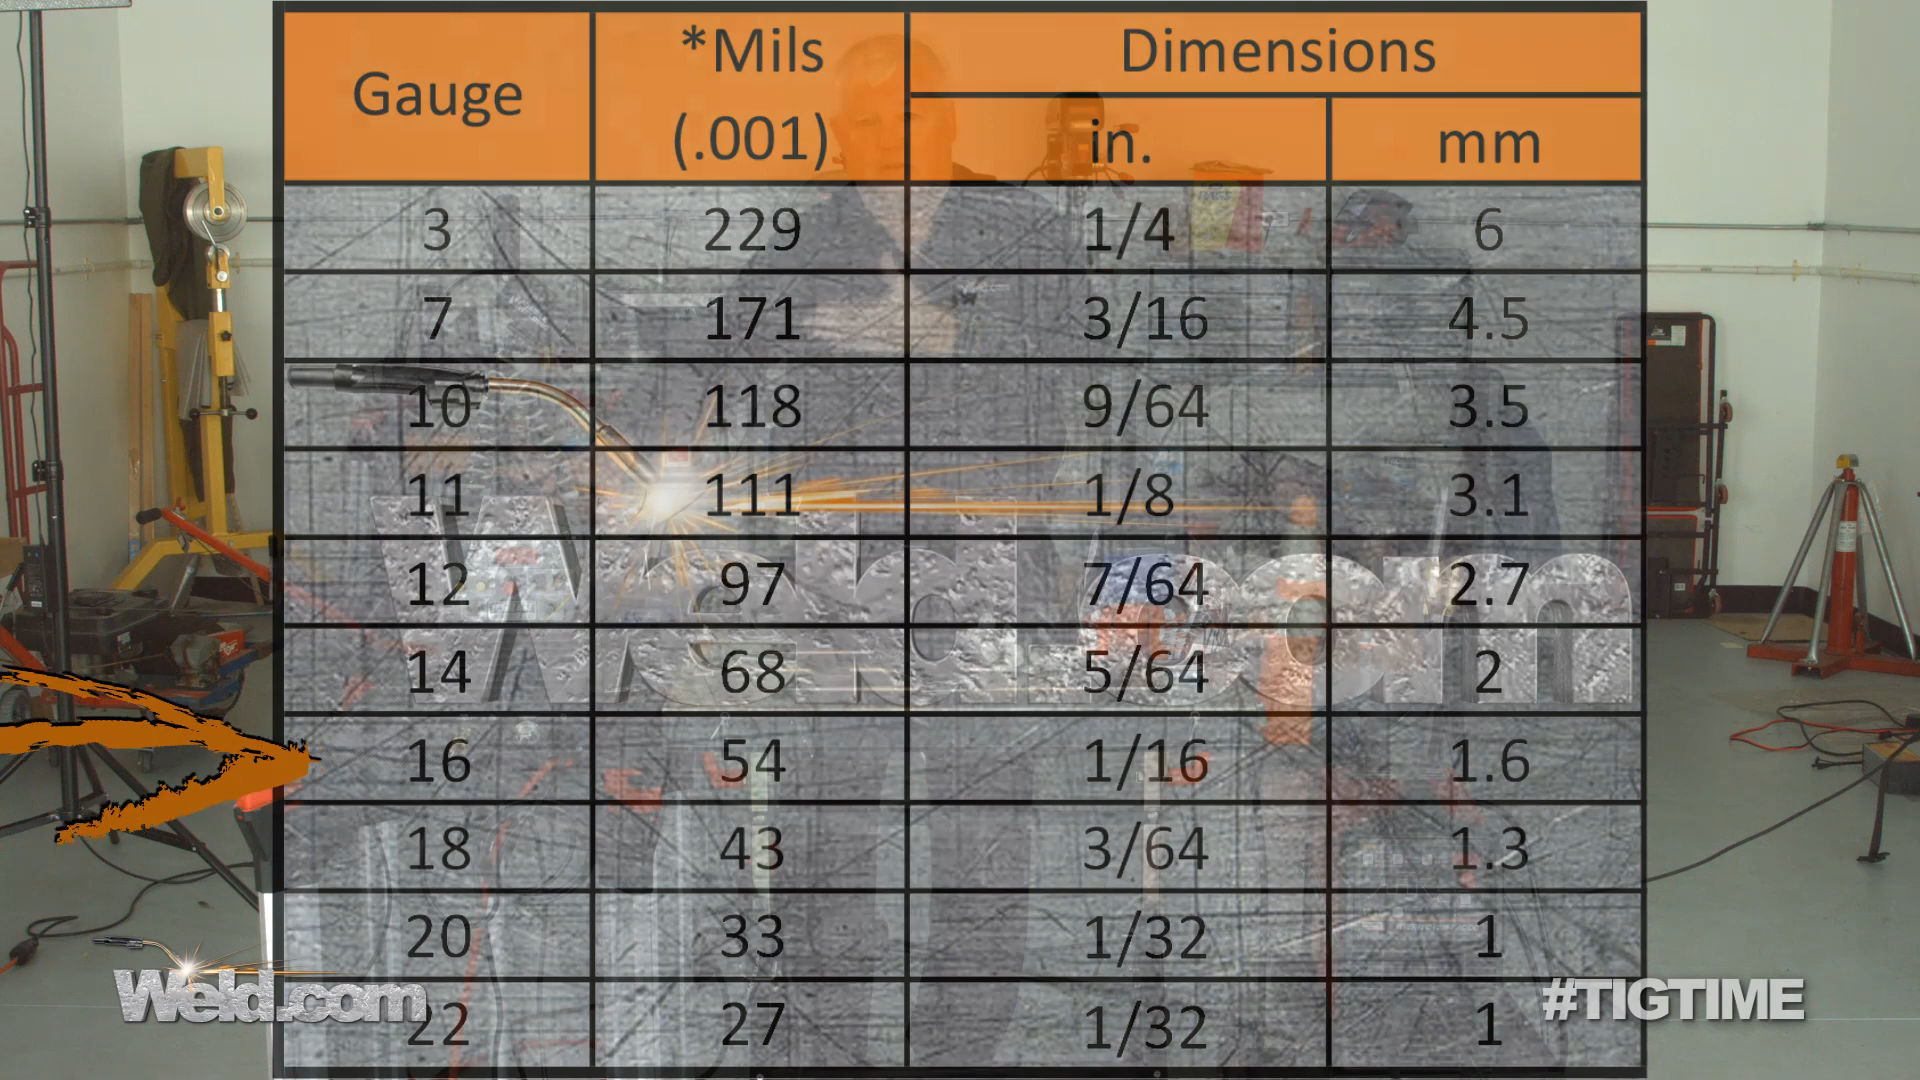 Gauge *Mils (.001) Dimensions
in. mm
3 229 1/4 6
7 171 3/16 4.5
10 118 9/64 3.5
11 111 1/8 3.1
12 97 7/64 2.7
14 68 5/64 2
16 54 1/16 1.6
18 43 3/64 1.3
20 33 1/32 1
22 27 1/32 1
Weld.com
Weld.com
#TIGTIME